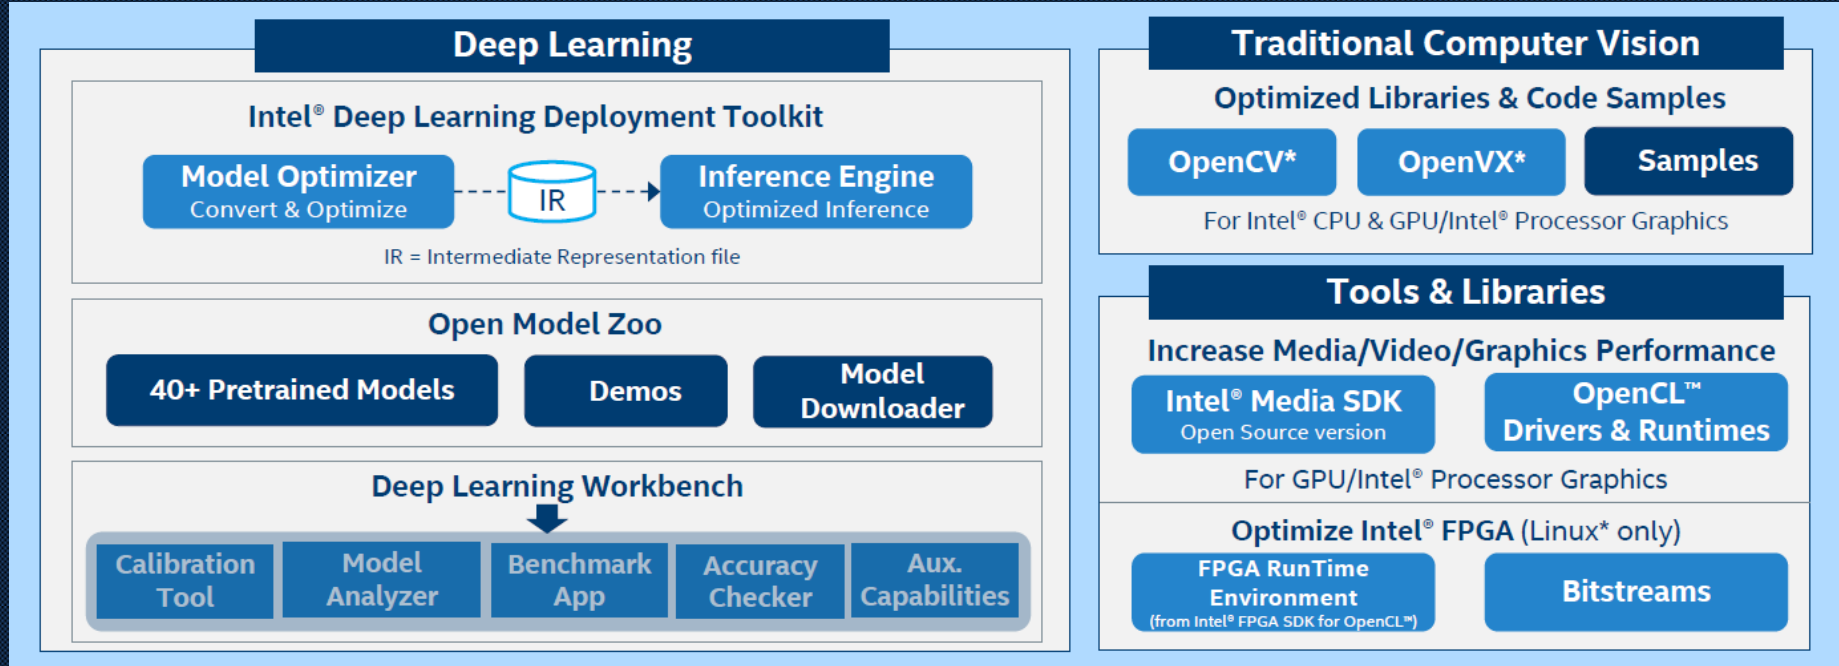 Deep Learning
Intel® Deep Learning Deployment Toolkit
Model Optimizer
Convert & Optimize
IR
Inference Engine
Optimized Inference
IR = Intermediate Representation file
Open Model Zoo
40+ Pretrained Models
Demos
Model
Downloader
Deep Learning Workbench
Calibration
Tool
Model
Analyzer
Benchmark
App
Accuracy
Checker
Aux.
Capabilities
Traditional Computer Vision
Optimized Libraries & Code Samples
OpenCV*
OpenVX*
Samples
For Intel® CPU & GPU/Intel® Processor Graphics
Tools & Libraries
Increase Media/Video/Graphics Performance
Intel® Media SDK
Open Source version
OpenCL™
Drivers & Runtimes
For GPU/Intel® Processor Graphics
Optimize Intel® FPGA (Linux* only)
FPGA RunTime
Environment
(from Intel® FPGA SDK for OpenCL™)
Bitstreams